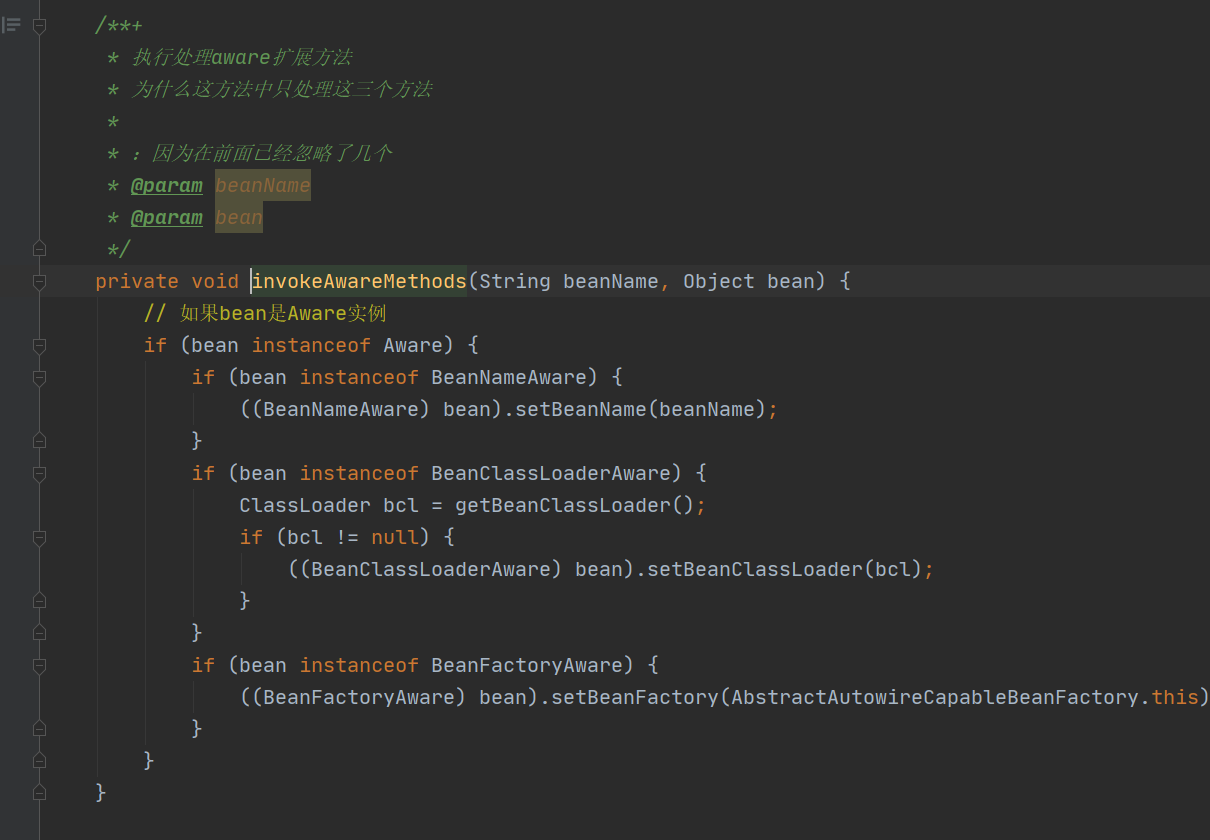 /**+
* 执行处理aware扩展方法
* 为什么这方法中只处理这三个方法
*
* : 因为在前面已经忽略了几个
* @param beanName
* @param bean
*/
private void invokeAwareMethods(String beanName, Object bean) {
// 如果bean是Aware实例
if (bean instanceof Aware) {
if (bean instanceof BeanNameAware) {
((BeanNameAware) bean).setBeanName(beanName);
}
if (bean instanceof BeanClassLoaderAware) {
ClassLoader bcl = getBeanClassLoader();
if (bcl != null) {
((BeanClassLoaderAware) bean).setBeanClassLoader(bcl);
}
}
if (bean instanceof BeanFactoryAware) {
((BeanFactoryAware) bean).setBeanFactory(AbstractAutowireCapableBeanFactory.this)
}
}
}